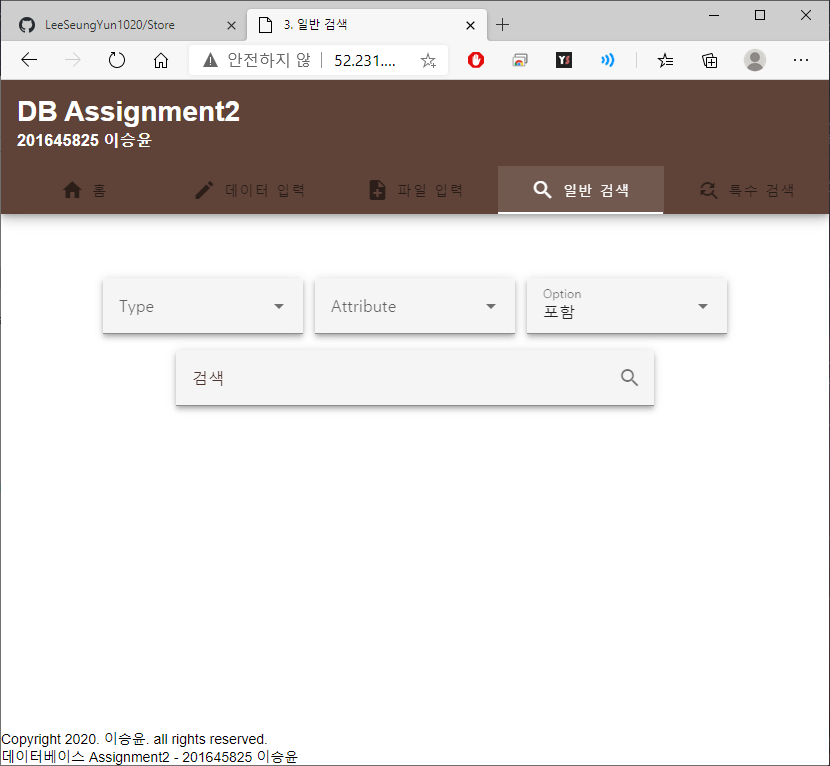 LeeSeungYun1020/Store
3. 일반 검색
안전하지 않
52.231....
DB Assignment2
201645825 이승윤
홈
데이터 입력
파일 입력
일반 검색
특수 검색
Type
Attribute
Option
포함
검색
Copyright 2020. 이승윤. all rights reserved.
데이터베이스 Assignment2 - 201645825 이승윤